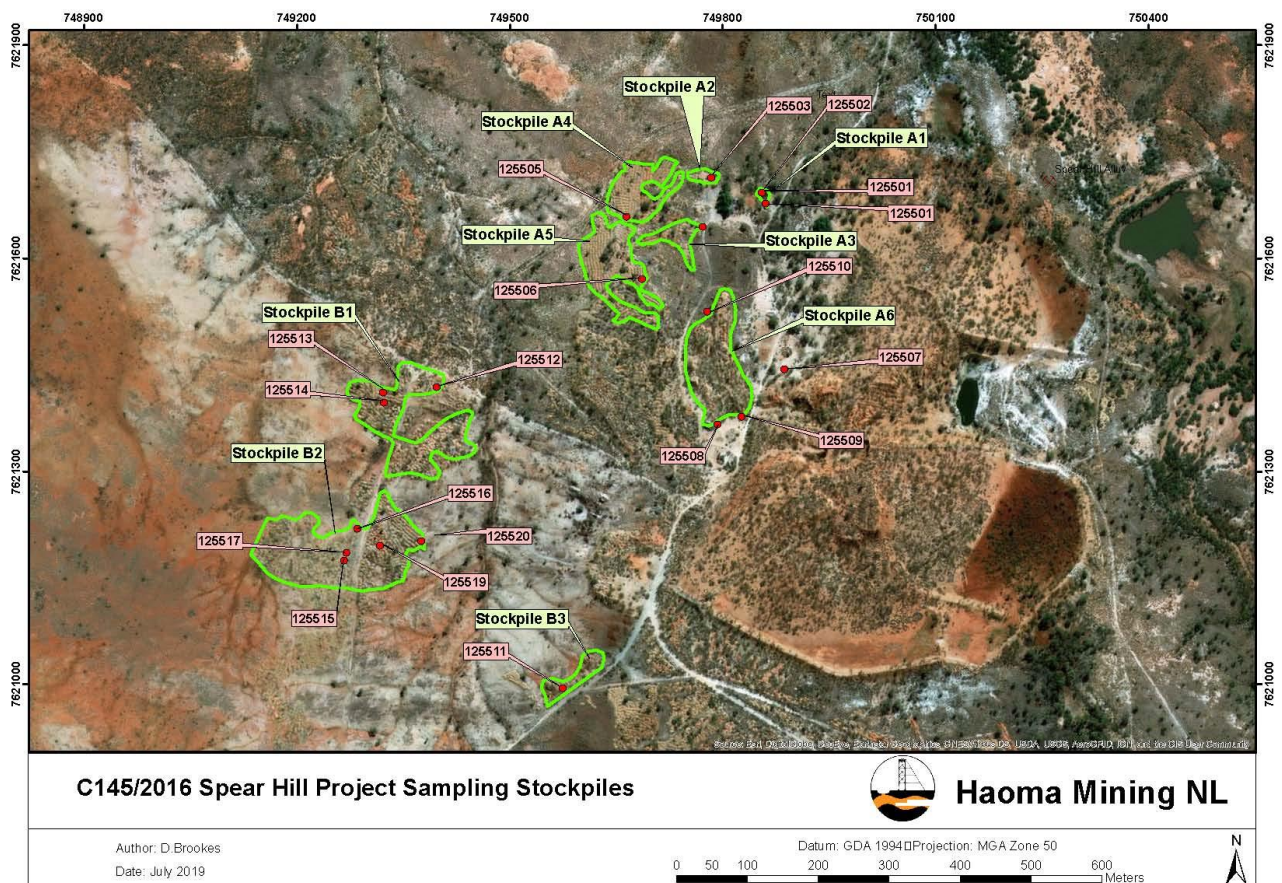 748900 749200 749500 749800 750100 750400
7621900
7621900
Stockpile A2
125503
125502
Stockpile A4
Stockpile A1
125505
125501
125501
Stockpile A5
Stockpile A3
125510
7621600
7621600
125506
Stockpile B1
Stockpile A6
125513
125512
125507
125514
125509
125508
Stockpile B2
7621300
7621300
125516
125517
125520
125519
125515
Stockpile B3
125511
7621000
7621000
C145/2016 Spear Hill Project Sampling Stockpiles
Haoma Mining NL
Author: D.Brookes
Date: July 2019
Datum: GDA 1994 Projection: MGA Zone 50
N
0 50 100 200 300 400 500 600
Meters